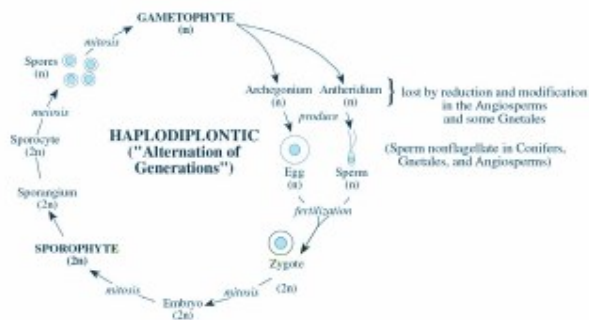 GAMETOPHYTE
(n)
mitosis
Spores
(n)
meiosis
Sporocyte
(2n)
Sporangium
(2n)
SPOROPHYTE
(2n)
mitosis
Embryo
(2n)
mitosis
Zygote
(2n)
fertilization
Egg
(n)
Sperm
(n)
produce
Archegonium
(n)
Antheridium
(n)
lost by reduction and modification
in the Angiosperms
and some Gnetales
(Sperm nonflagellate in Conifers,
Gnetales, and Angiosperms)
HAPLODIPLONTIC
("Alternation of
Generations")